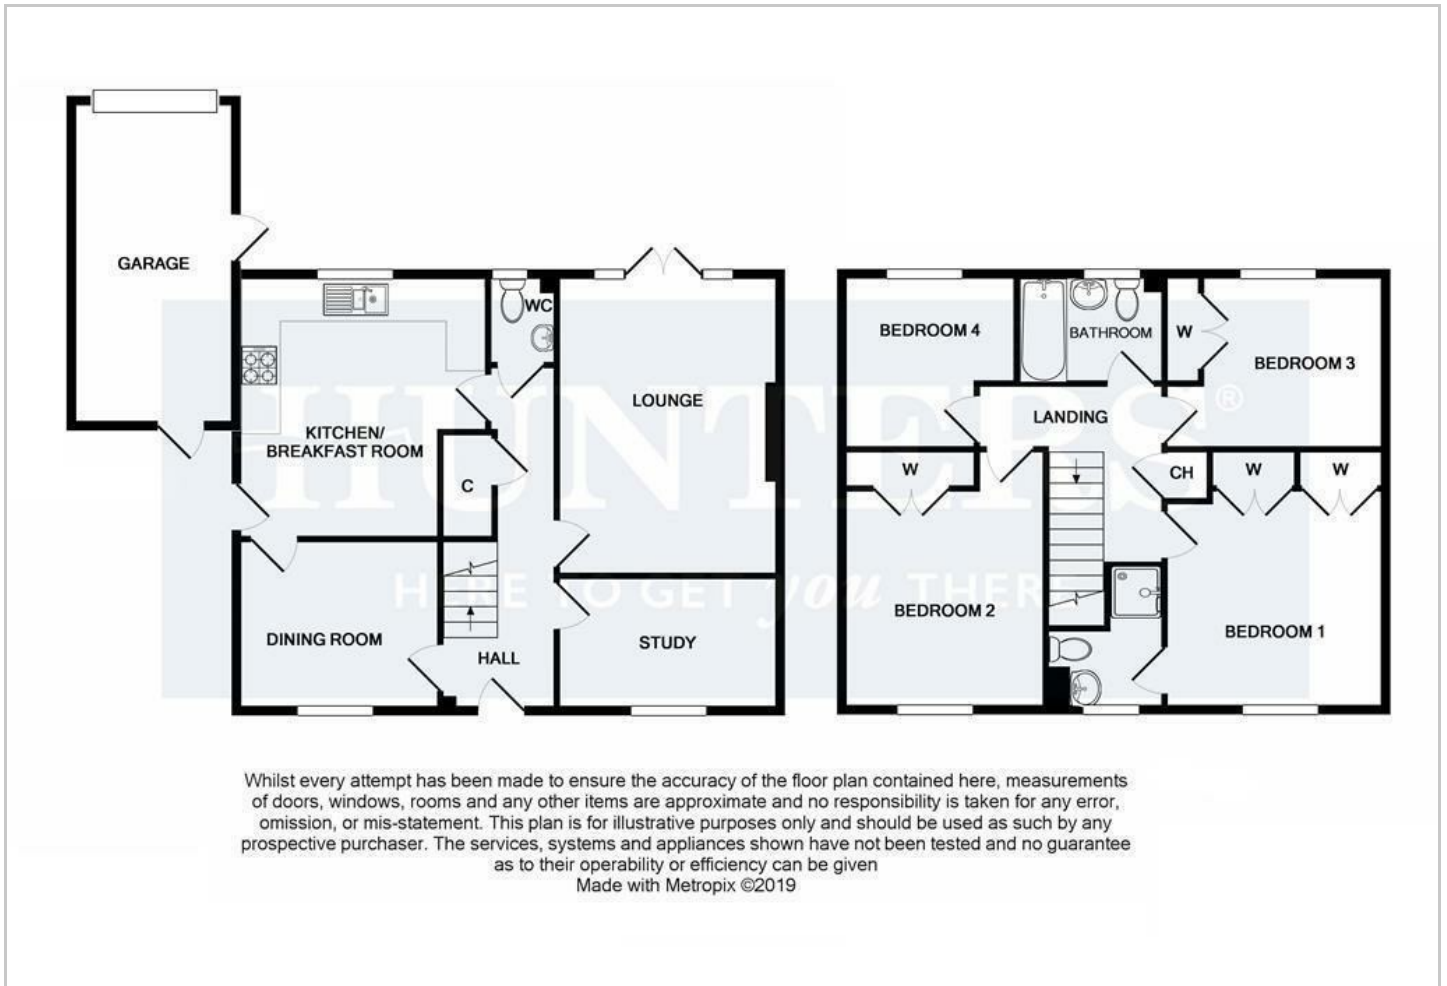 GARAGE
WC
KITCHEN/
BREAKFAST ROOM
LOUNGE
C
DINING ROOM
HALL
STUDY
BEDROOM 4
BATHROOM
W
BEDROOM 3
LANDING
W
CH
W
W
BEDROOM 2
BEDROOM 1
HUNTERS®
HERE TO GET you THERE
Whilst every attempt has been made to ensure the accuracy of the floor plan contained here, measurements
of doors, windows, rooms and any other items are approximate and no responsibility is taken for any error,
omission, or mis-statement. This plan is for illustrative purposes only and should be used as such by any
prospective purchaser. The services, systems and appliances shown have not been tested and no guarantee
as to their operability or efficiency can be given
Made with Metropix ©2019